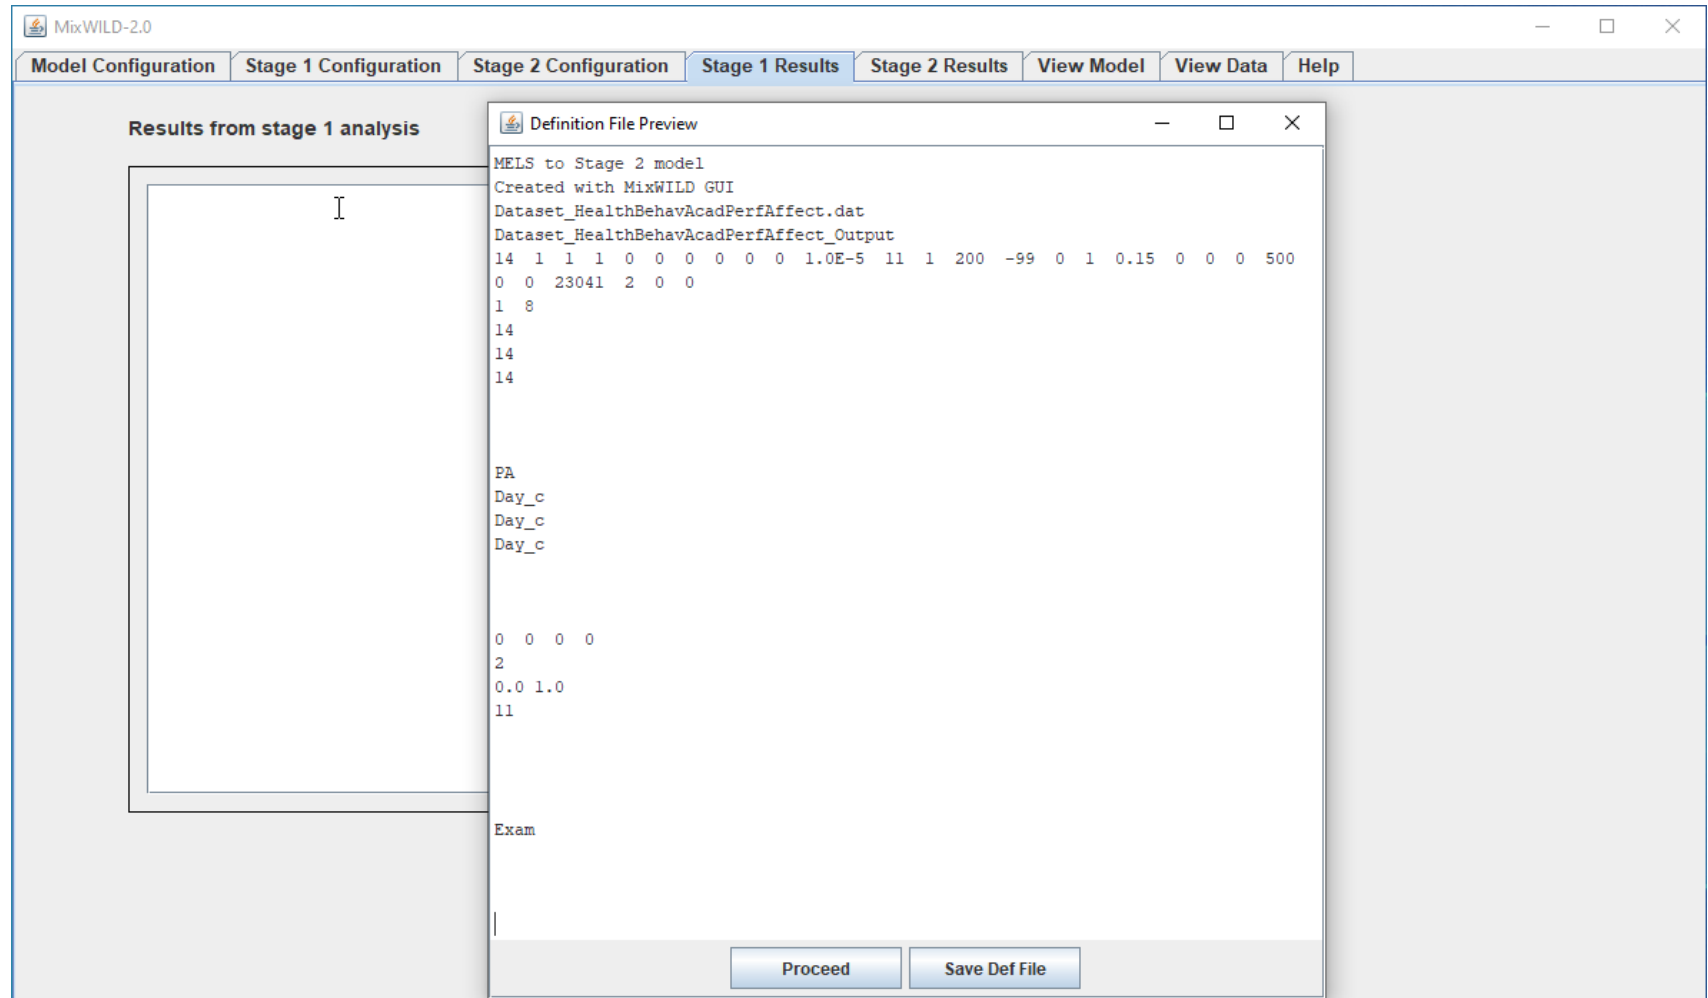 MixWILD-2.0
Model Configuration Stage 1 Configuration Stage 2 Configuration Stage 1 Results Stage 2 Results View Model View Data Help
Results from stage 1 analysis
Definition File Preview
MELS to Stage 2 model
Created with MixWILD GUI
Dataset_HealthBehavAcadPerfAffect.dat
Dataset_HealthBehavAcadPerfAffect_Output
14 1 1 1 0 0 0 0 0 0 1.0E-5 11 1 200 -99 0 1 0.15 0 0 0 500
0 0 23041 2 0 0
1 8
14
14
14
PA
Day_c
Day_c
Day_c
0 0 0 0
2
0.0 1.0
11
Exam
Proceed Save Def File